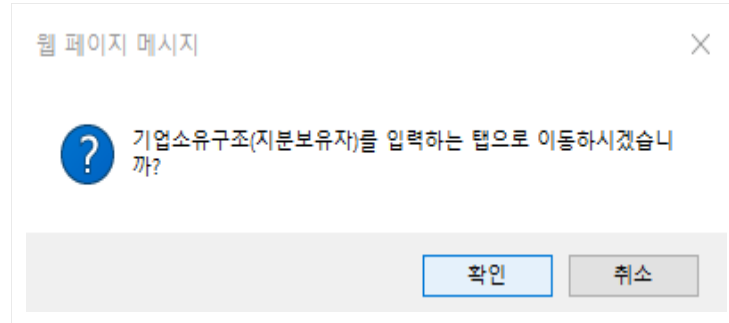 웹 페이지 메시지
기업소유구조(지분보유자)를 입력하는 탭으로 이동하시겠습니
까?
확인
취소